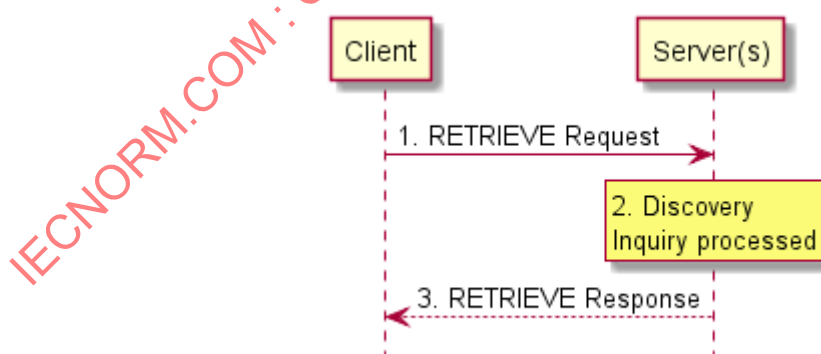 IECNORM.COM :
Client
Server(s)
1. RETRIEVE Request
2. Discovery
Inquiry processed
3. RETRIEVE Response